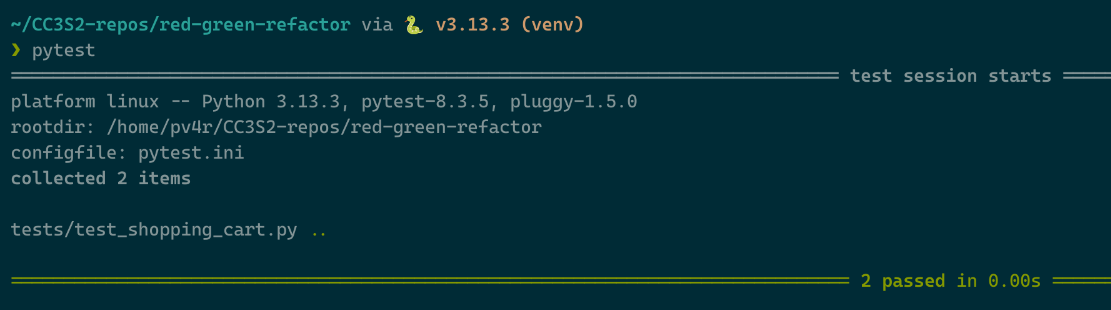 ~/CC3S2-repos/red-green-refactor via 🐍 v3.13.3 (venv)
❯ pytest
test session starts
platform linux -- Python 3.13.3, pytest-8.3.5, pluggy-1.5.0
rootdir: /home/pv4r/CC3S2-repos/red-green-refactor
configfile: pytest.ini
collected 2 items
tests/test_shopping_cart.py ..
2 passed in 0.00s